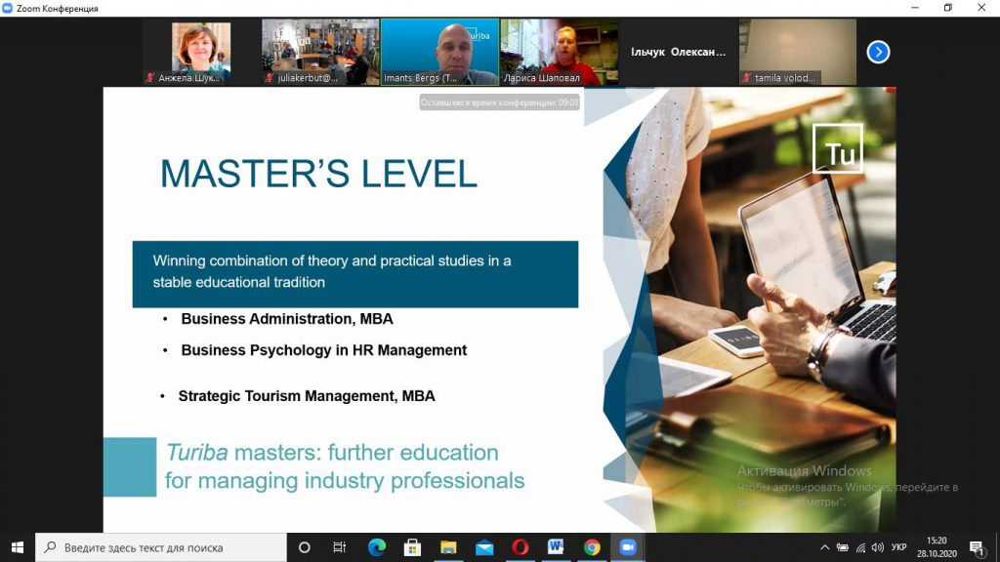 Zoom Конференция
Анжела Шук...
juliakerbut@...
uriba
Imants Bergs (T...
Лариса Шаповал
Ільчук Олексан...
tamila volod...
Оставшееся время конференции: 09:03
MASTER'S LEVEL
Tu
Winning combination of theory and practical studies in a
stable educational tradition
• Business Administration, MBA
• Business Psychology in HR Management
• Strategic Tourism Management, MBA
Turiba masters: further education
for managing industry professionals
Активация Windows
Чтобы активировать Windows, перейдите в
Введите здесь текст для поиска
УКР
15:20
28.10.2020